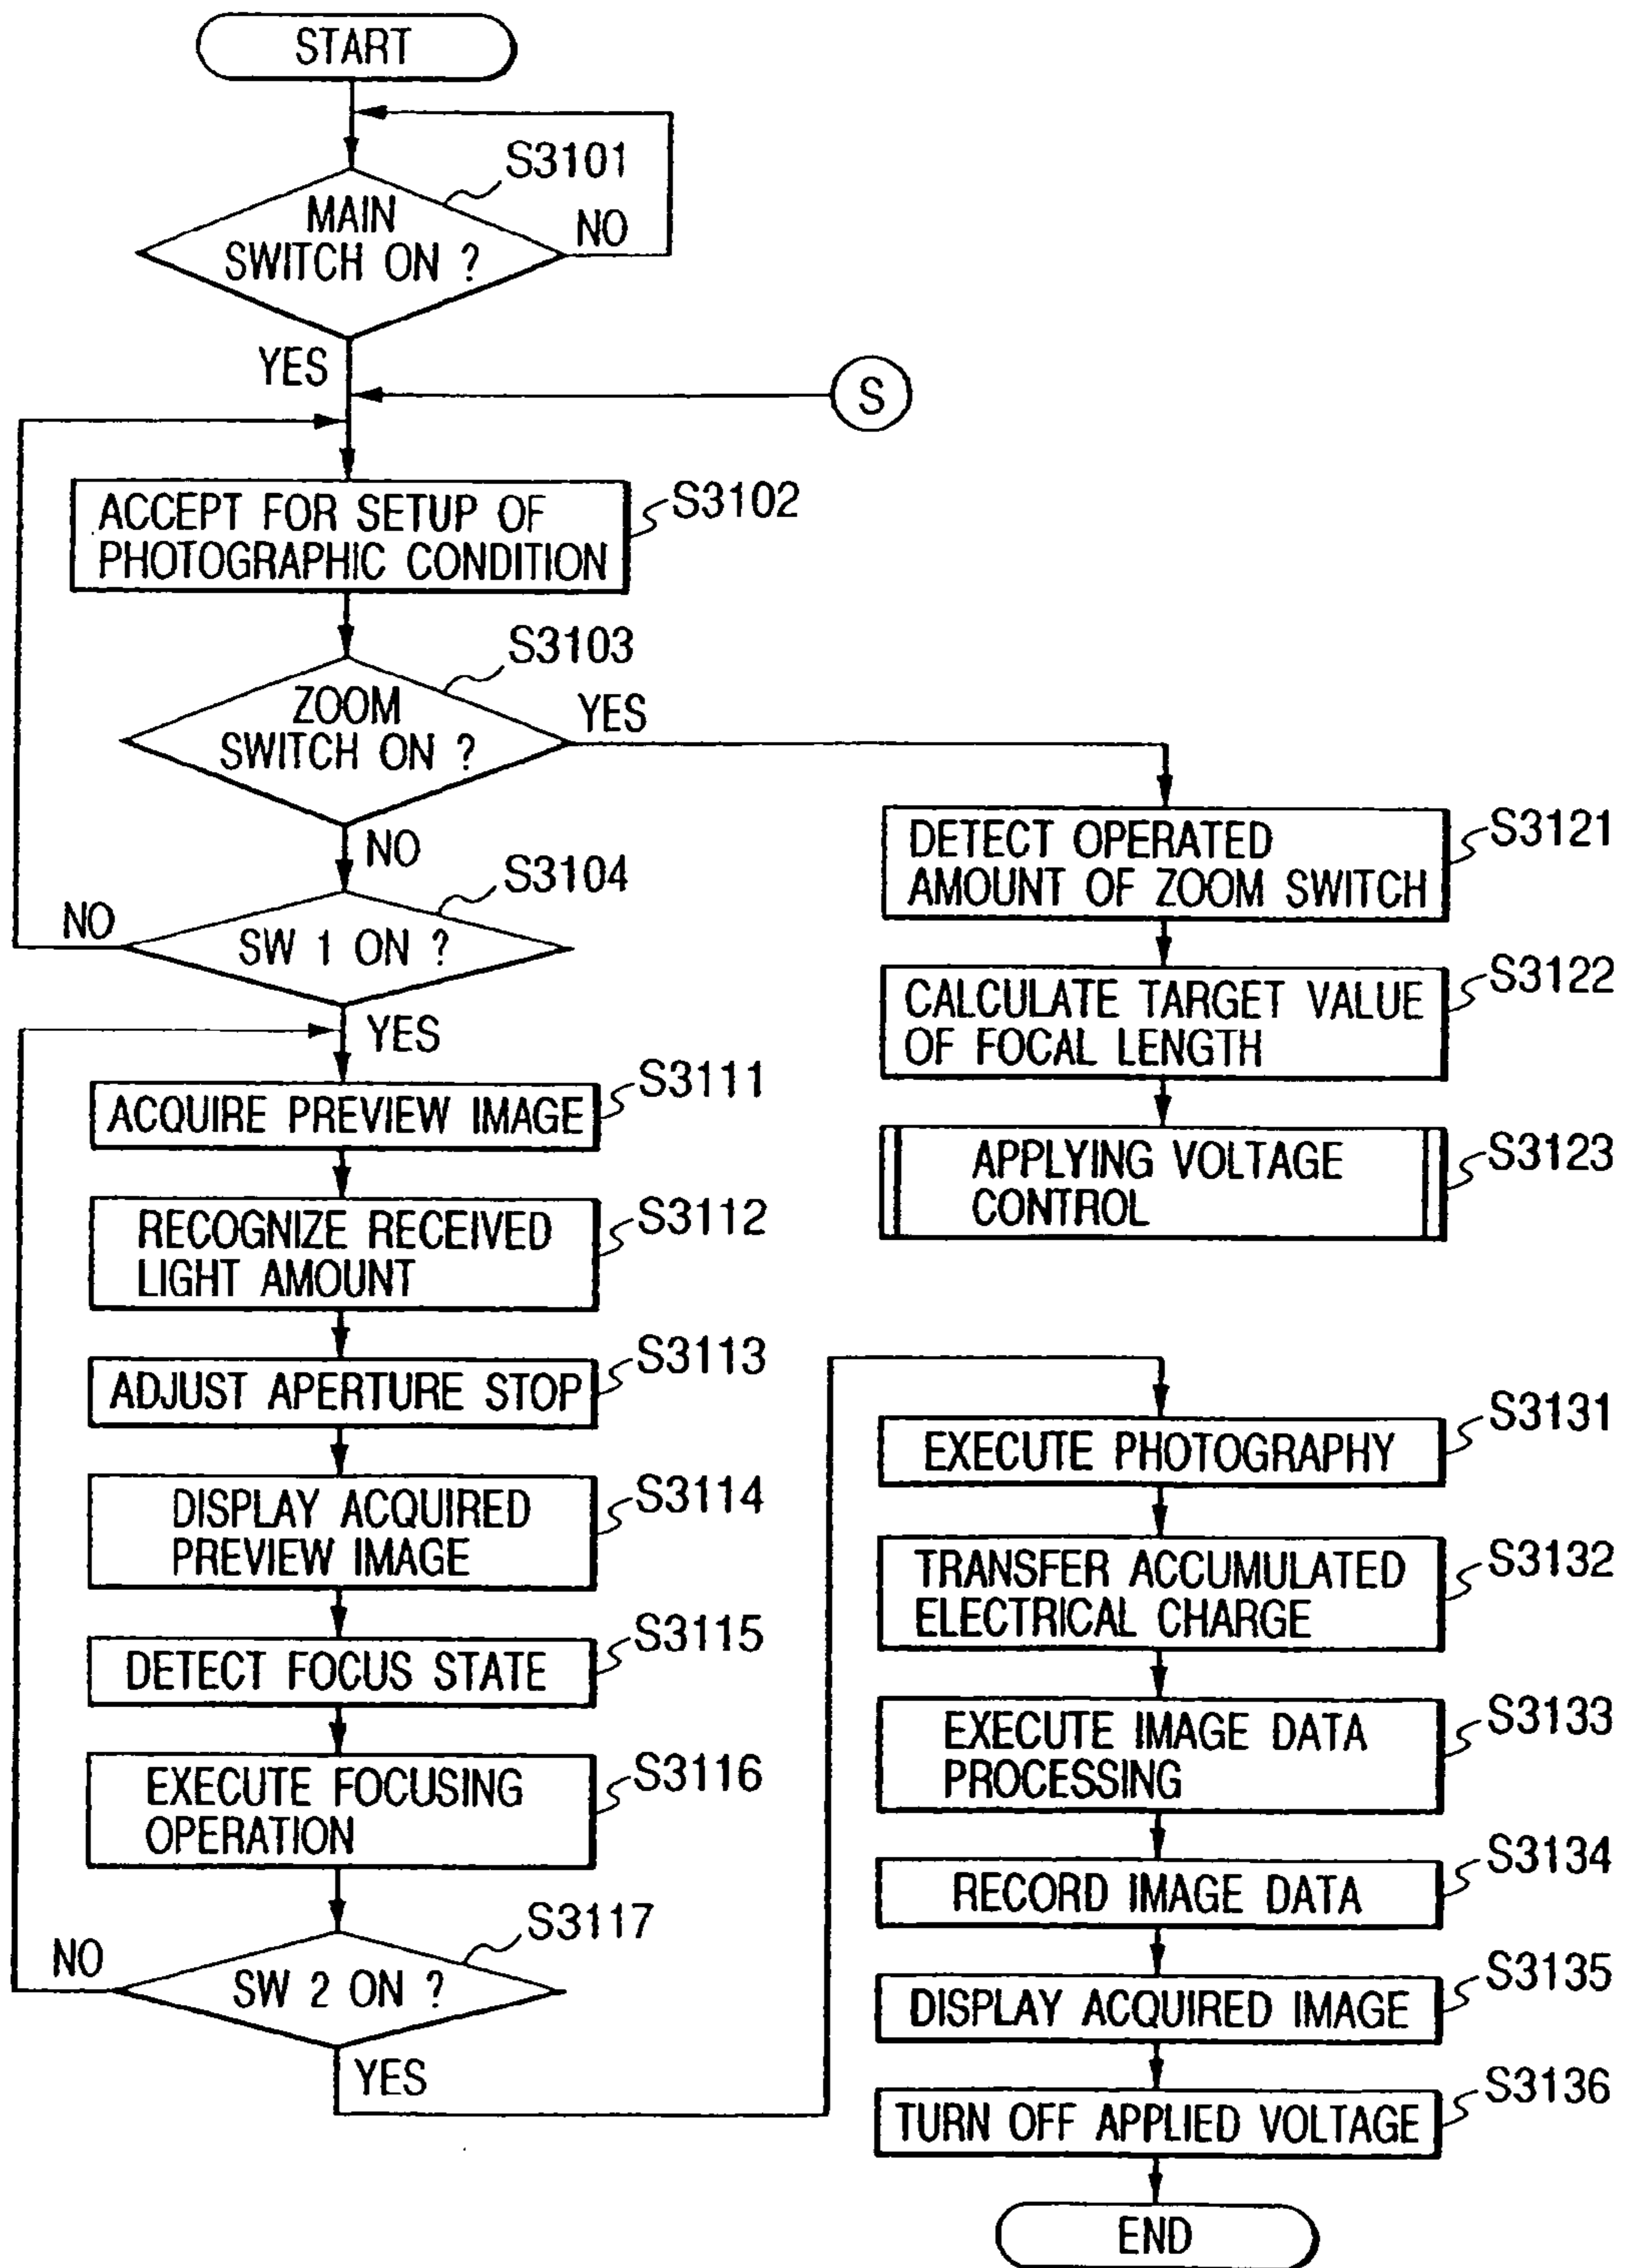 START
S3101
MAIN
SWITCH ON ?
NO
YES
S
ACCEPT FOR SETUP OF
PHOTOGRAPHIC CONDITION
S3102
S3103
ZOOM
SWITCH ON ?
YES
NO
S3104
SW 1 ON ?
NO
YES
ACQUIRE PREVIEW IMAGE
S3111
RECOGNIZE RECEIVED
LIGHT AMOUNT
S3112
ADJUST APERTURE STOP
S3113
DISPLAY ACQUIRED
PREVIEW IMAGE
S3114
DETECT FOCUS STATE
S3115
EXECUTE FOCUSING
OPERATION
S3116
S3117
SW 2 ON ?
NO
YES
DETECT OPERATED
AMOUNT OF ZOOM SWITCH
S3121
CALCULATE TARGET VALUE
OF FOCAL LENGTH
S3122
APPLYING VOLTAGE
CONTROL
S3123
EXECUTE PHOTOGRAPHY
S3131
TRANSFER ACCUMULATED
ELECTRICAL CHARGE
S3132
EXECUTE IMAGE DATA
PROCESSING
S3133
RECORD IMAGE DATA
S3134
DISPLAY ACQUIRED IMAGE
S3135
TURN OFF APPLIED VOLTAGE
S3136
END